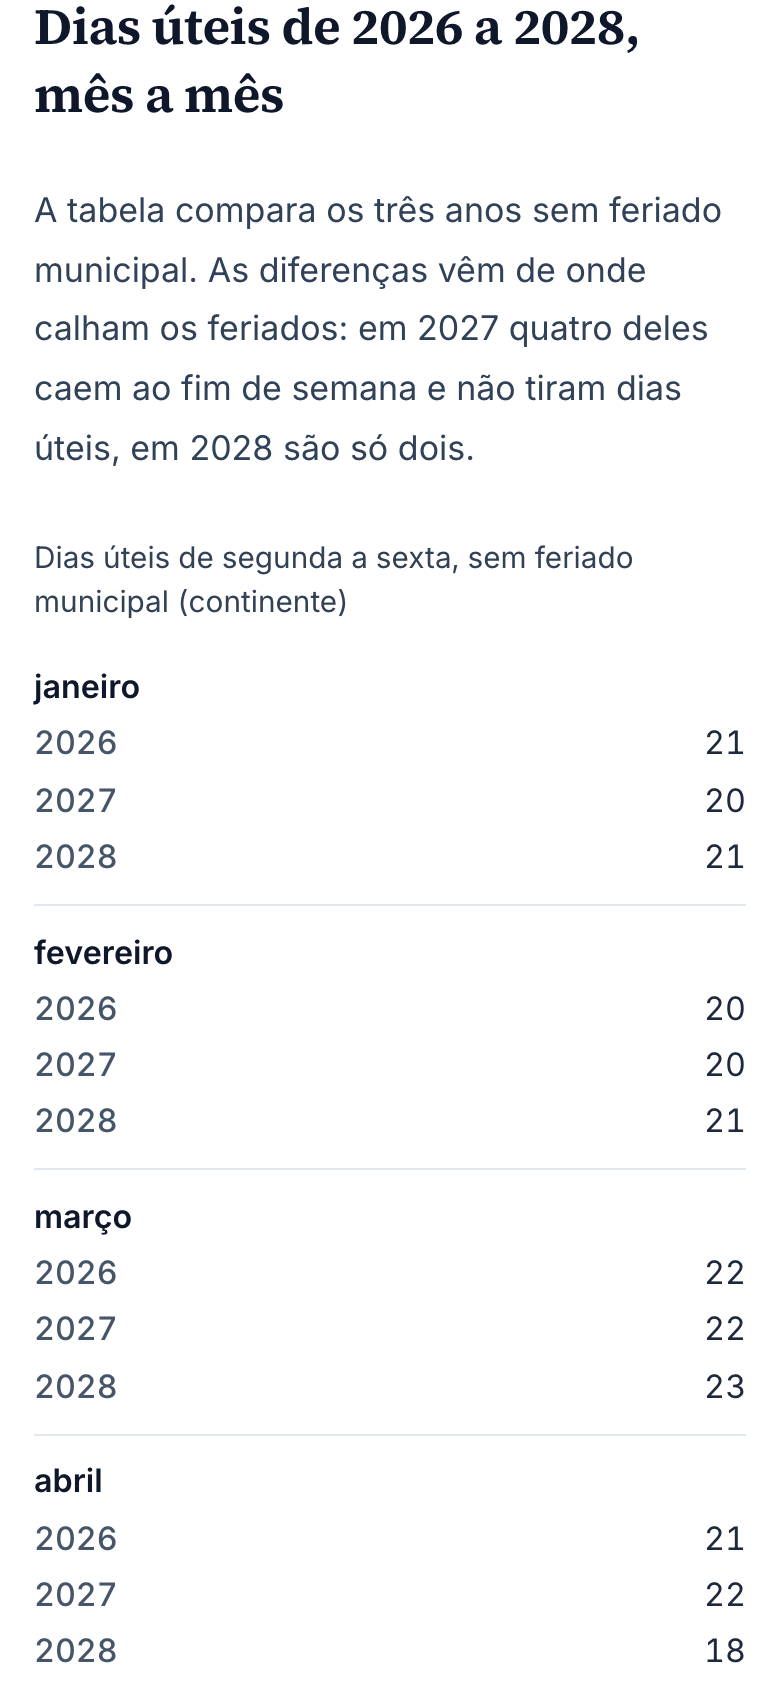 Dias úteis de 2026 a 2028,
mês a mês
A tabela compara os três anos sem feriado
municipal. As diferenças vêm de onde
calham os feriados: em 2027 quatro deles
caem ao fim de semana e não tiram dias
úteis, em 2028 são só dois.
Dias úteis de segunda a sexta, sem feriado
municipal (continente)
janeiro
2026 21
2027 20
2028 21
fevereiro
2026 20
2027 20
2028 21
março
2026 22
2027 22
2028 23
abril
2026 21
2027 22
2028 18